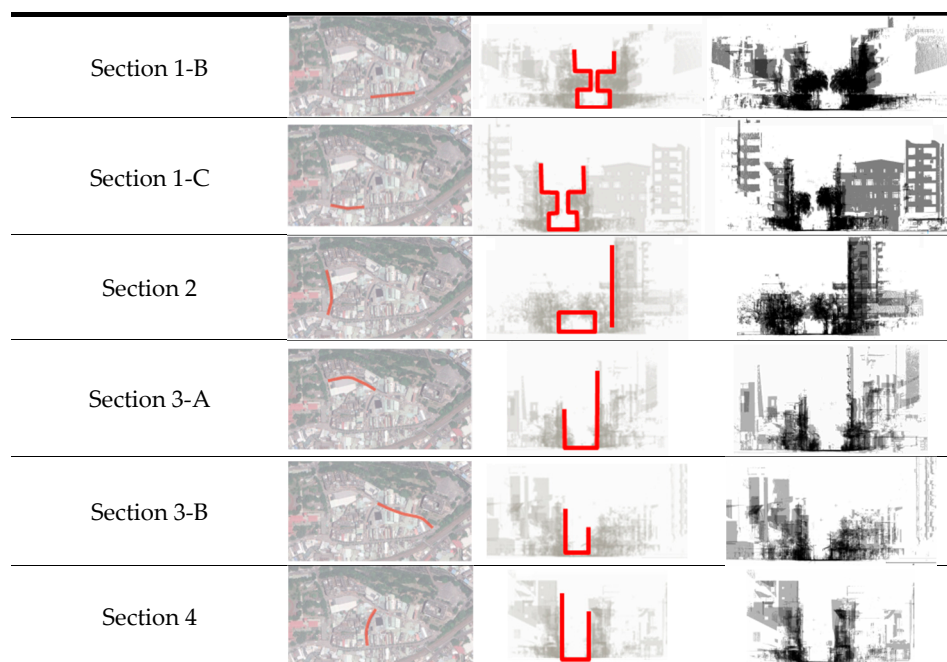 Section 1-B
Section 1-C
Section 2
Section 3-A
Section 3-B
Section 4